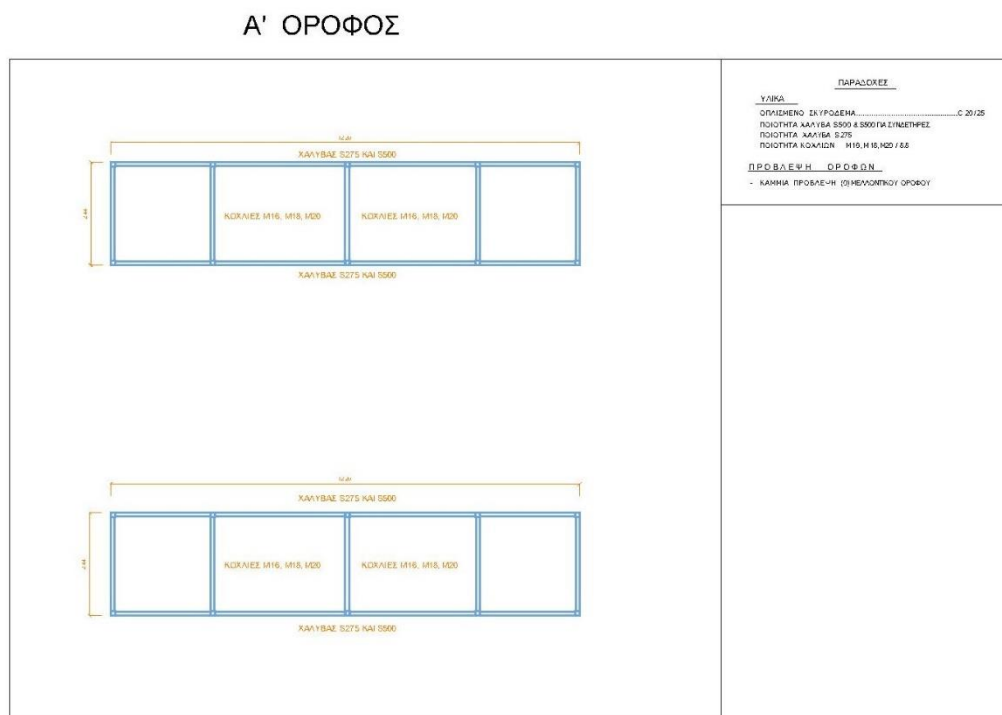 Α' ΟΡΟΦΟΣ
ΠΑΡΑΔΟΧΕΣ
ΥΛΙΚΑ
ΟΠΛΙΣΜΕΝΟ ΣΚΥΡΟΔΕΜΑ..........................................C 20/25
ΠΟΙΟΤΗΤΑ ΧΑΛΥΒΑ S500 & S500 ΓΙΑ ΣΥΝΔΕΤΗΡΕΣ
ΠΟΙΟΤΗΤΑ ΧΑΛΥΒΑ S275
ΠΟΙΟΤΗΤΑ ΚΟΧΛΙΩΝ M16, M18, M20 / 8.8
ΠΡΟΒΛΕΨΗ ΟΡΟΦΩΝ
- ΚΑΜΜΙΑ ΠΡΟΒΛΕΨΗ (0) ΜΕΛΛΟΝΤΙΚΟΥ ΟΡΟΦΟΥ
ΧΑΛΥΒΑΣ S275 ΚΑΙ S500
ΚΟΧΛΙΕΣ M16, M18, M20
ΚΟΧΛΙΕΣ M16, M18, M20
ΧΑΛΥΒΑΣ S275 ΚΑΙ S500
ΧΑΛΥΒΑΣ S275 ΚΑΙ S500
ΚΟΧΛΙΕΣ M16, M18, M20
ΚΟΧΛΙΕΣ M16, M18, M20
ΧΑΛΥΒΑΣ S275 ΚΑΙ S500